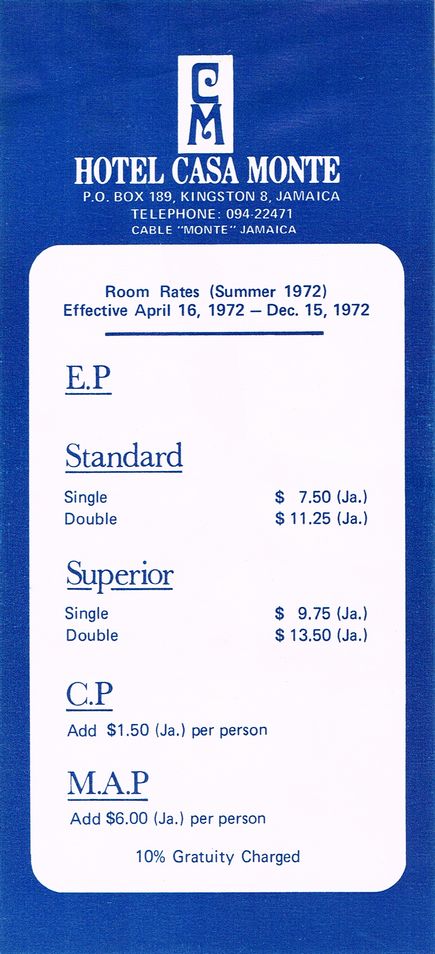 CM
HOTEL CASA MONTE
P.O. BOX 189, KINGSTON 8, JAMAICA
TELEPHONE: 094-22471
CABLE "MONTE" JAMAICA
Room Rates (Summer 1972)
Effective April 16, 1972 — Dec. 15, 1972
E.P
Standard
Single $ 7.50 (Ja.)
Double $ 11.25 (Ja.)
Superior
Single $ 9.75 (Ja.)
Double $ 13.50 (Ja.)
C.P
Add $1.50 (Ja.) per person
M.A.P
Add $6.00 (Ja.) per person
10% Gratuity Charged